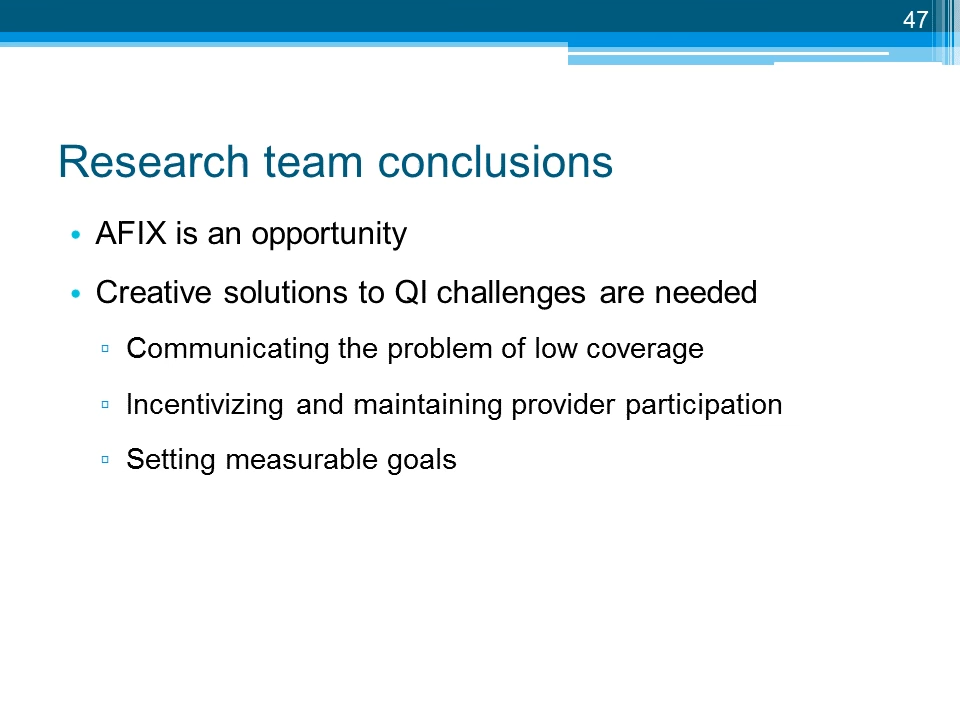 47
Research team conclusions
• AFIX is an opportunity
• Creative solutions to QI challenges are needed
▫ Communicating the problem of low coverage
▫ Incentivizing and maintaining provider participation
▫ Setting measurable goals